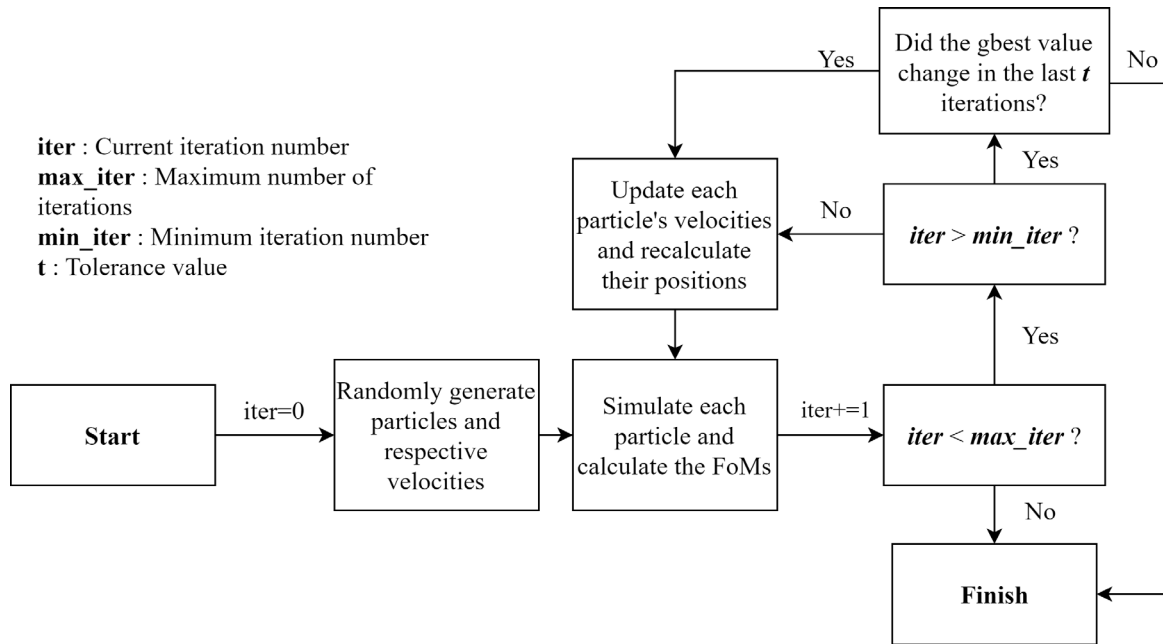 Did the gbest value
change in the last t
iterations?
Yes
No
iter : Current iteration number
max_iter : Maximum number of
iterations
min_iter : Minimum iteration number
t : Tolerance value
Yes
Update each
particle's velocities
and recalculate
their positions
No
iter > min_iter ?
Yes
Start
iter=0
Randomly generate
particles and
respective
velocities
Simulate each
particle and
calculate the FoMs
iter+=1
iter < max_iter ?
No
Finish